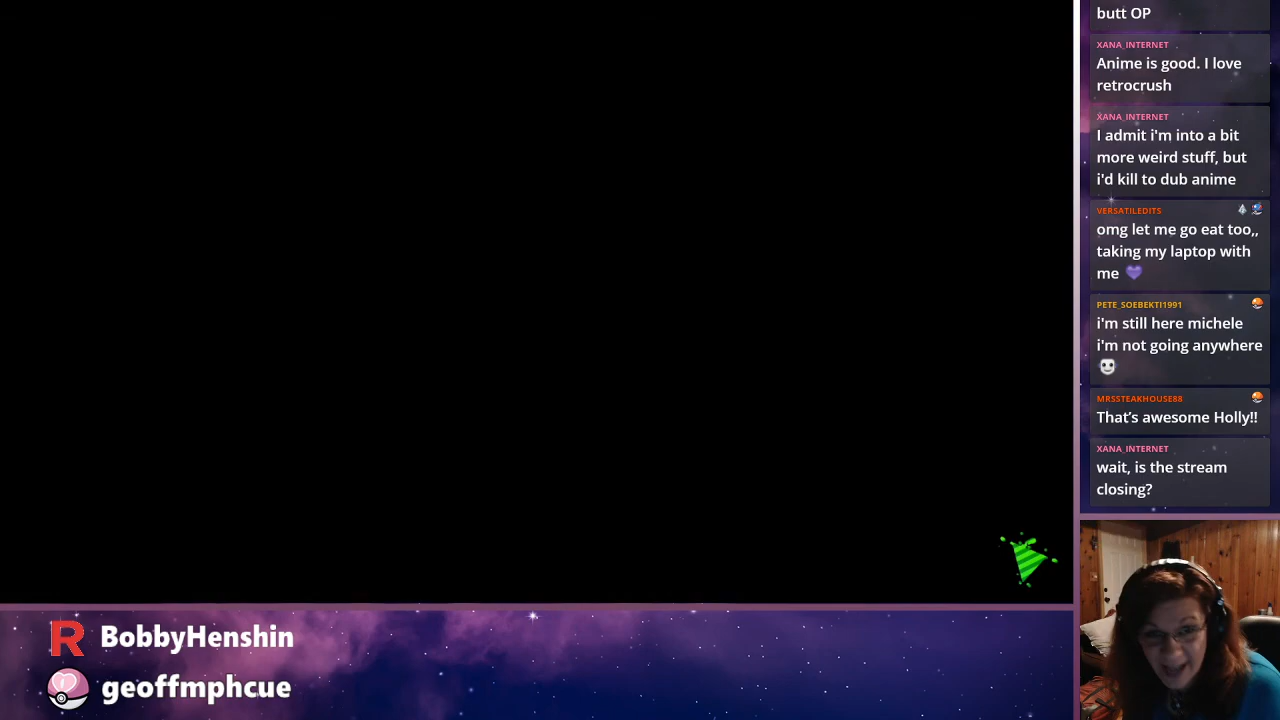 butt OP
XANA_INTERNET
Anime is good. I love
retrocrush
XANA_INTERNET
I admit i'm into a bit
more weird stuff, but
i'd kill to dub anime
VERSATILEDITS
omg let me go eat too,,
taking my laptop with
me
PETE_SOEBEKTI1991
i'm still here michele
i'm not going anywhere
MRSSTEAKHOUSE88
That's awesome Holly!!
XANA_INTERNET
wait, is the stream
closing?
R BobbyHenshin
geoffmphcue